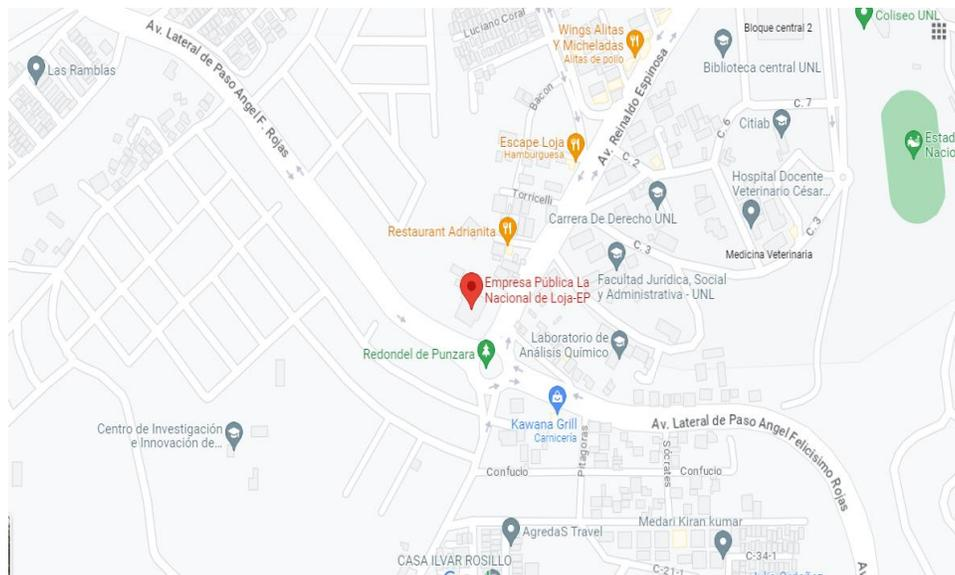 Luciano Coral
Wings Alitas
Y Micheladas
Alitas de pollo
Bloque central 2
Coliseo UNL
Av. Lateral de Paso Angel F. Rojas
Las Ramblas
Biblioteca central UNL
Bacon
Av. Reinaldo Espinosa
C. 7
C. 6
Citiab
Escape Loja
Hamburguesa
C. 2
Estad
Nacio
Hospital Docente
Veterinario César...
Torricelli
Carrera De Derecho UNL
C. 3
Restaurant Adrianita
C. 3
Medicina Veterinaria
Empresa Pública La
Nacional de Loja-EP
Facultad Jurídica, Social
y Administrativa - UNL
Laboratorio de
Análisis Químico
Redondel de Punzara
Kawana Grill
Carnicería
Av. Lateral de Paso Angel Felicisimo Rojas
Centro de Investigación
e Innovación de...
Pitagoras
Sócrates
Confucio
Confucio
AgredaS Travel
Medari Kiran kumar
CASA ILVAR ROSILLO
C-34-1
C-21-1
Av